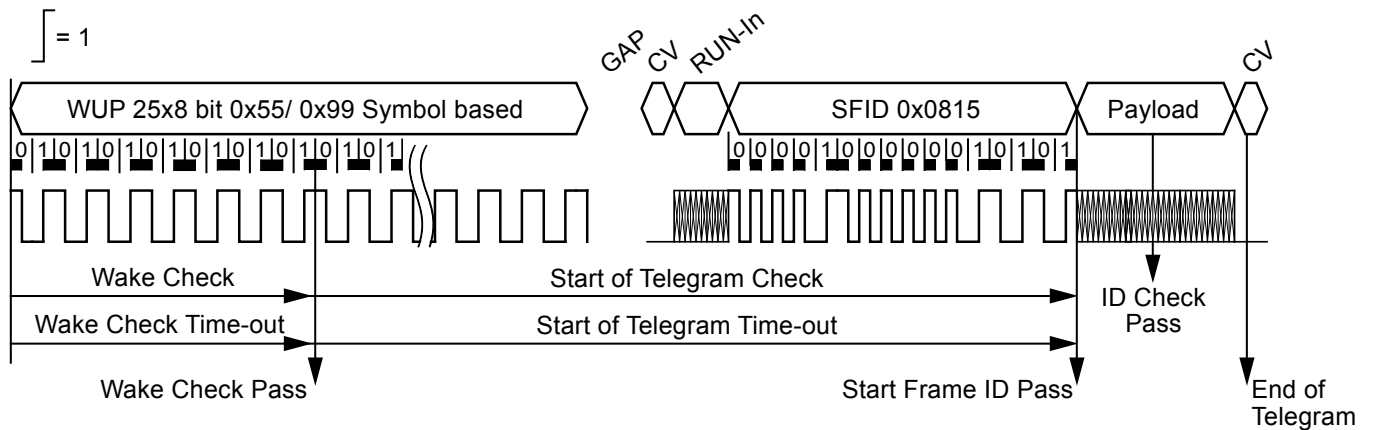 = 1
GAP
CV
RUN-In
CV
WUP 25x8 bit 0x55/ 0x99 Symbol based
SFID 0x0815
Payload
0 1 0 1 0 1 0 1 0 1 0 1 0 1 0 1 0 1
0 0 0 0 1 0 0 0 0 0 0 1 0 1 0 1
Wake Check
Start of Telegram Check
ID Check
Pass
Wake Check Time-out
Start of Telegram Time-out
Wake Check Pass
Start Frame ID Pass
End of
Telegram